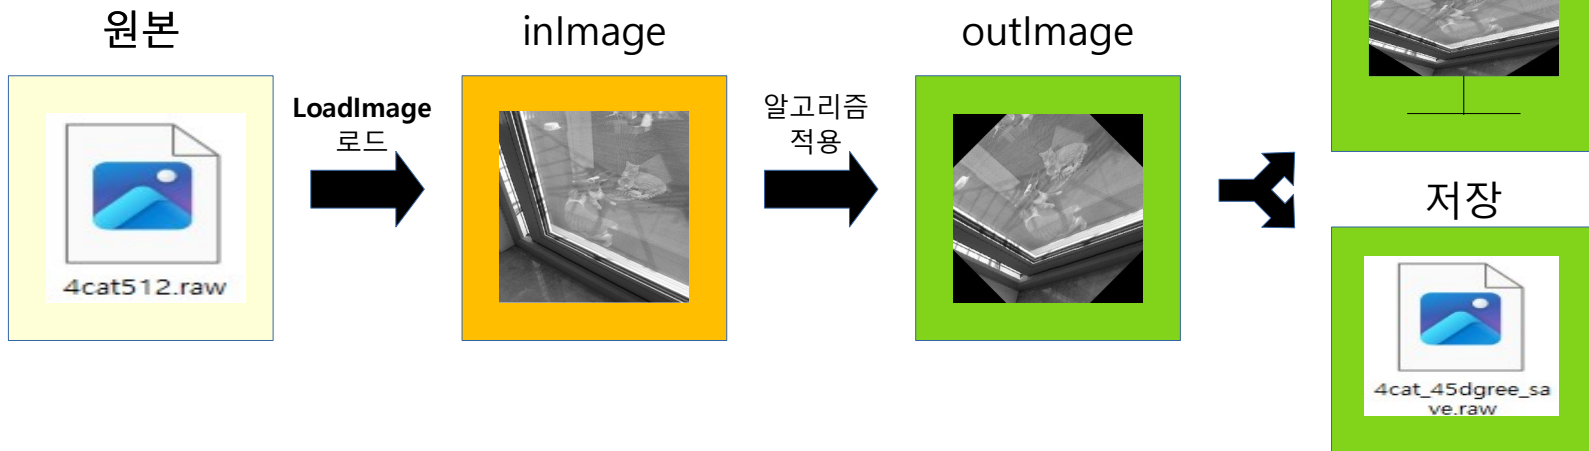 원본
inImage
outImage
LoadImage
로드
알고리즘
적용
저장
4cat512.raw
4cat_45dgree_sa
ve.raw